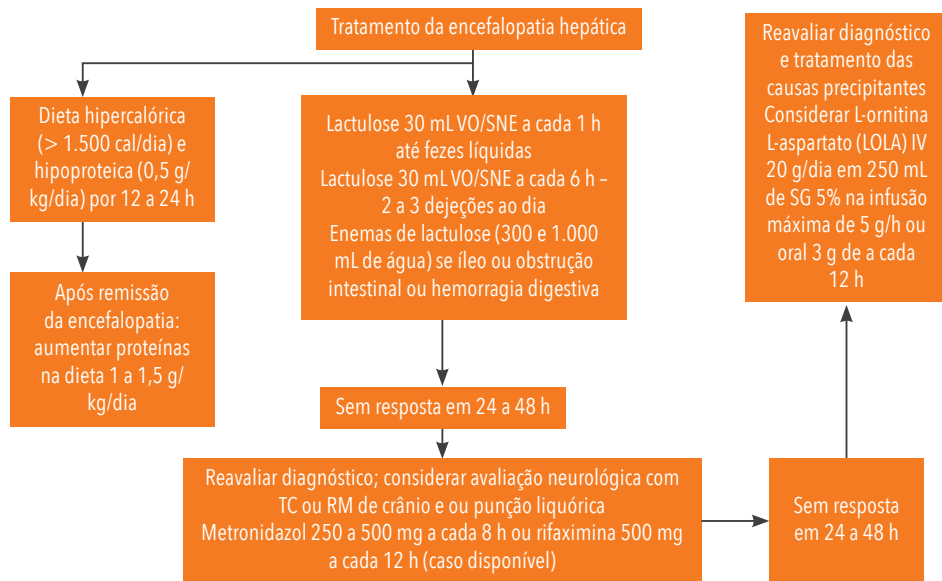 Tratamento da encefalopatia hepática
Dieta hipercalórica
(> 1.500 cal/dia) e
hipoproteica (0,5 g/
kg/dia) por 12 a 24 h
Após remissão
da encefalopatia:
aumentar proteínas
na dieta 1 a 1,5 g/
kg/dia
Lactulose 30 mL VO/SNE a cada 1 h
até fezes líquidas
Lactulose 30 mL VO/SNE a cada 6 h –
2 a 3 dejeções ao dia
Enemas de lactulose (300 e 1.000
mL de água) se íleo ou obstrução
intestinal ou hemorragia digestiva
Sem resposta em 24 a 48 h
Reavaliar diagnóstico; considerar avaliação neurológica com
TC ou RM de crânio e ou punção liquórica
Metronidazol 250 a 500 mg a cada 8 h ou rifaximina 500 mg
a cada 12 h (caso disponível)
Sem resposta
em 24 a 48 h
Reavaliar diagnóstico
e tratamento das
causas precipitantes
Considerar L-ornitina
L-aspartato (LOLA) IV
20 g/dia em 250 mL
de SG 5% na infusão
máxima de 5 g/h ou
oral 3 g de a cada
12 h